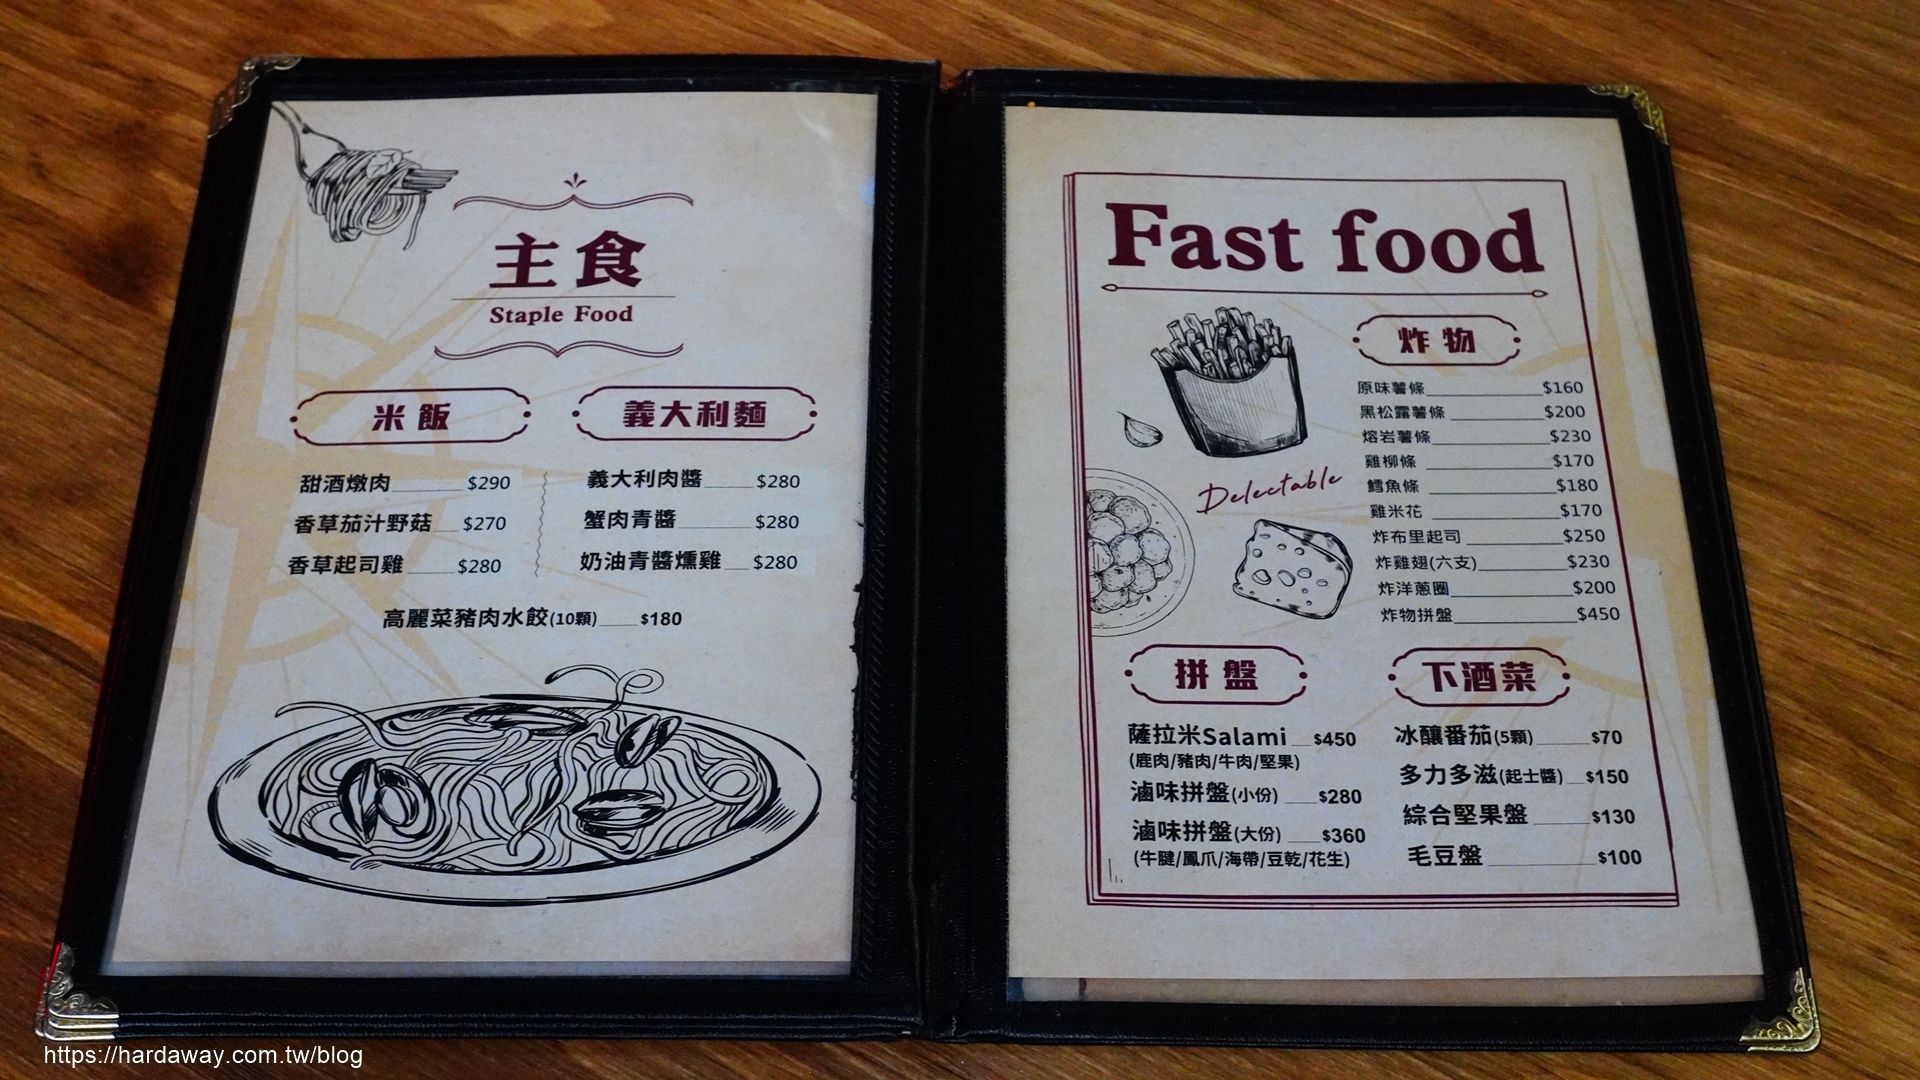 主食
Staple Food
米飯
甜酒燉肉 $290
香草茄汁野菇 $270
香草起司雞 $280
義大利麵
義大利肉醬 $280
蟹肉青醬 $280
奶油青醬燻雞 $280
高麗菜豬肉水餃(10顆) $180
Fast food
炸物
原味薯條 $160
黑松露薯條 $200
熔岩薯條 $230
雞柳條 $170
鱈魚條 $180
雞米花 $170
炸布里起司 $250
炸雞翅(六支) $230
炸洋蔥圈 $200
炸物拼盤 $450
Delectable
拼盤
薩拉米Salami $450
(鹿肉/豬肉/牛肉/堅果)
滷味拼盤(小份) $280
滷味拼盤(大份) $360
(牛腱/鳳爪/海帶/豆乾/花生)
下酒菜
冰釀番茄(5顆) $70
多力多滋(起士醬) $150
綜合堅果盤 $130
毛豆盤 $100
https://hardaway.com.tw/blog